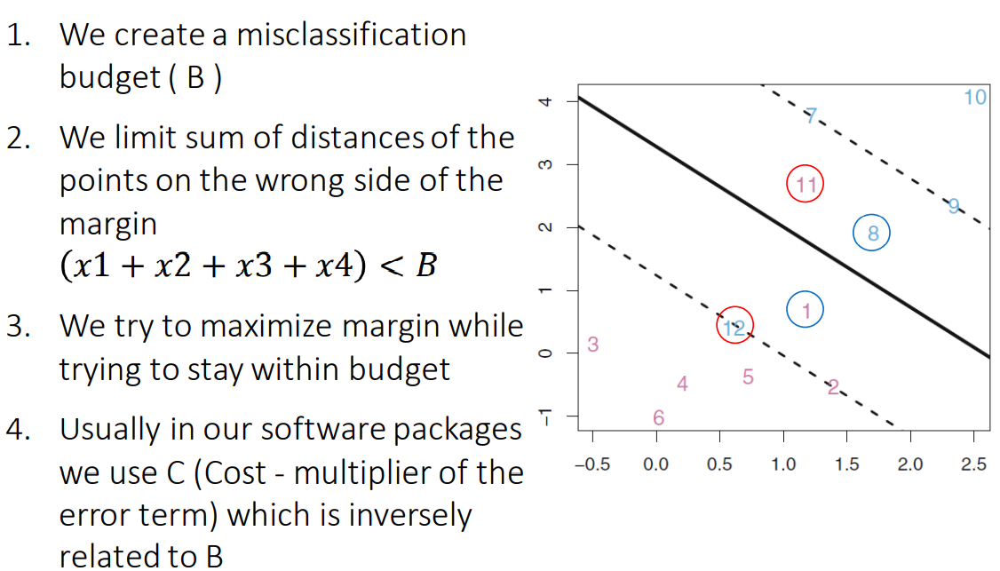 1. We create a misclassification
budget ( B )
2. We limit sum of distances of the
points on the wrong side of the
margin
(x1 + x2 + x3 + x4) < B
3. We try to maximize margin while
trying to stay within budget
4. Usually in our software packages
we use C (Cost - multiplier of the
error term) which is inversely
related to B
4
3
2
1
0
−1
10
7
11
9
8
1
12
3
5
4
2
6
−0.5 0.0 0.5 1.0 1.5 2.0 2.5